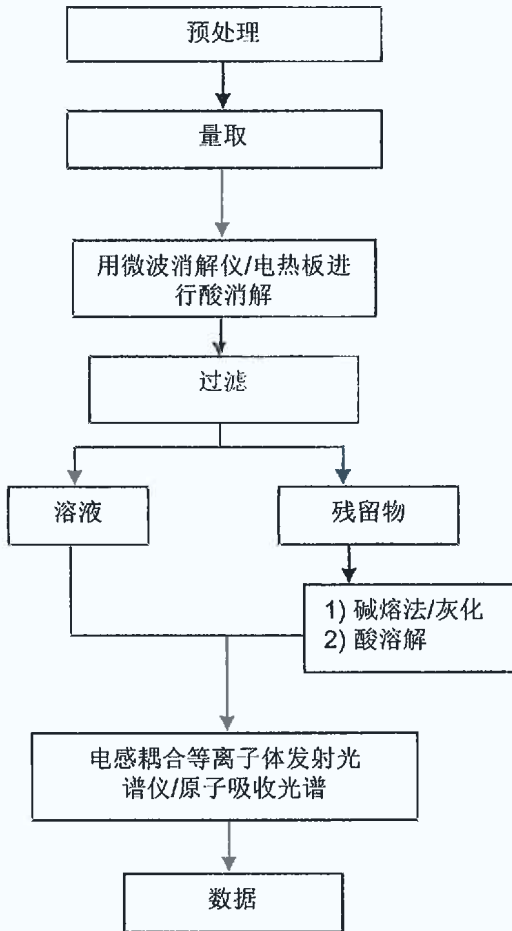 预处理
量取
用微波消解仪/电热板进
行酸消解
过滤
溶液
残留物
1) 碱熔法/灰化
2) 酸溶解
电感耦合等离子体发射光
谱仪/原子吸收光谱
数据